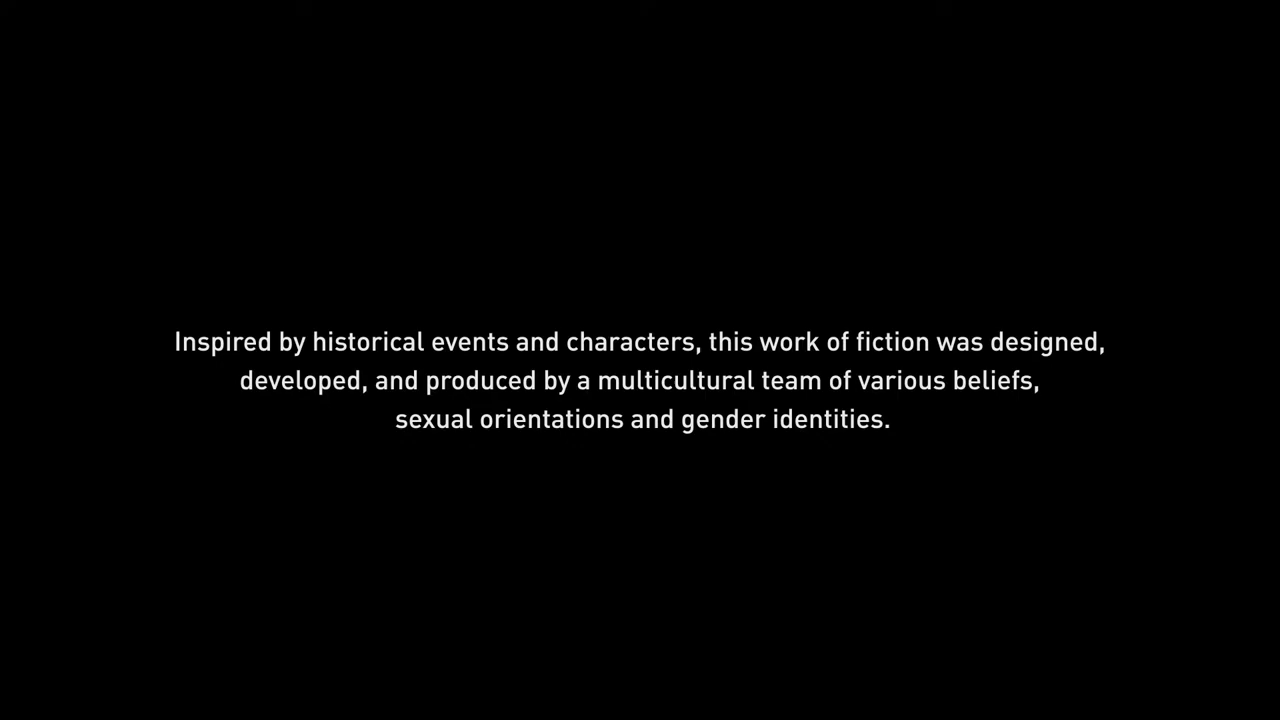 Inspired by historical events and characters, this work of fiction was designed,
developed, and produced by a multicultural team of various beliefs,
sexual orientations and gender identities.